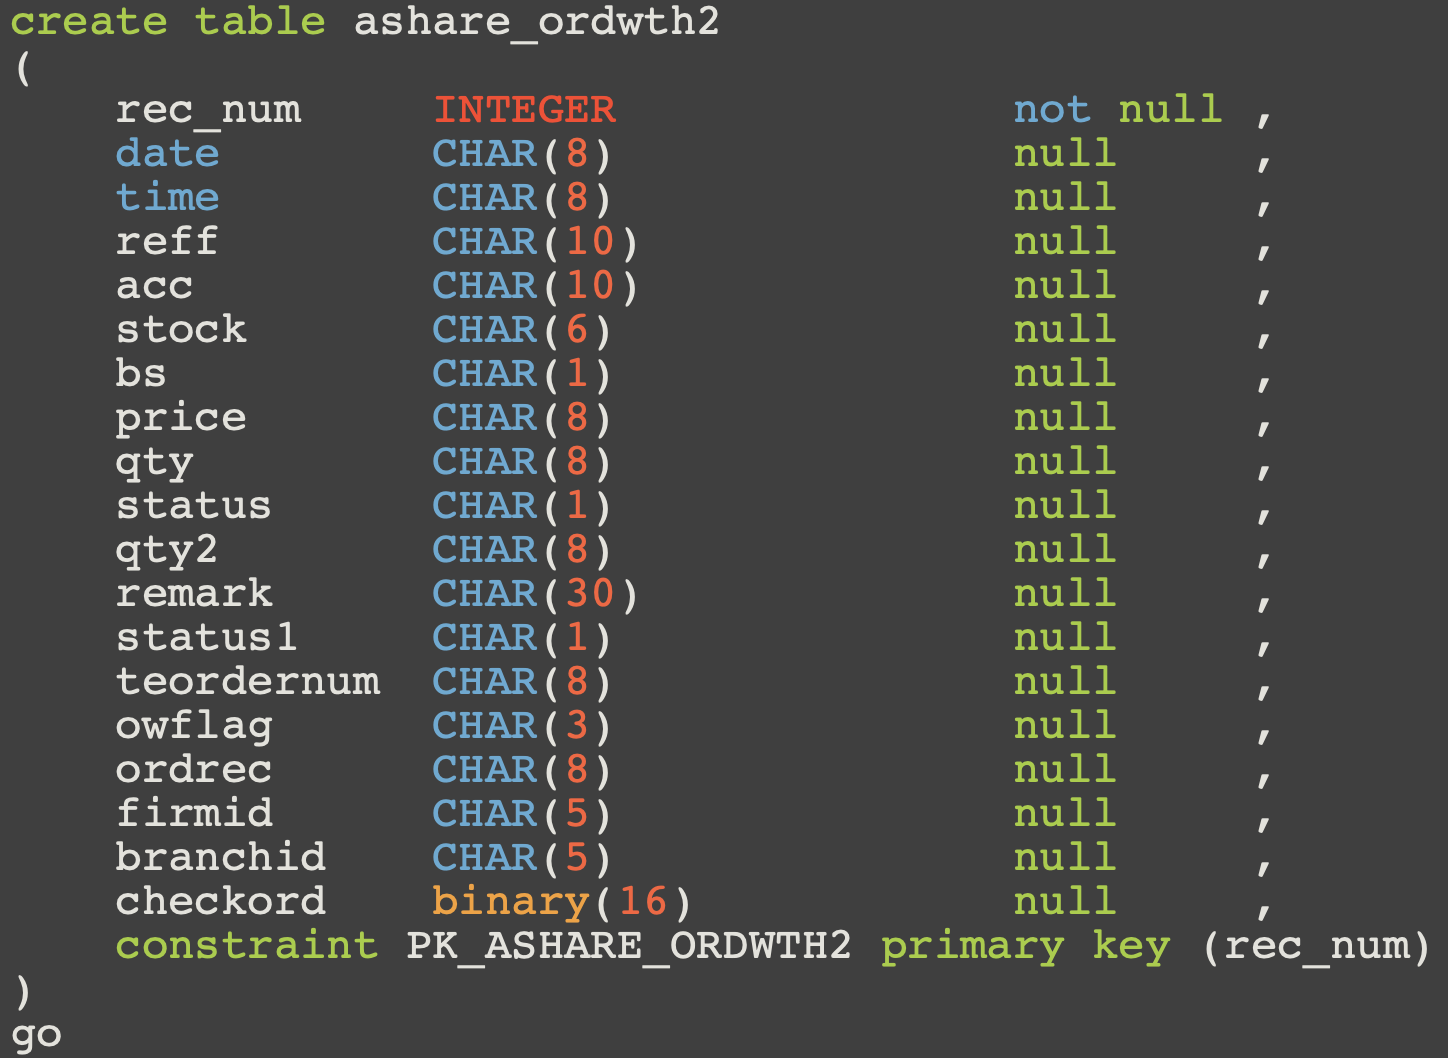 create table ashare_ordwth2
(
    rec_num     INTEGER               not null ,
    date        CHAR(8)               null     ,
    time        CHAR(8)               null     ,
    reff        CHAR(10)              null     ,
    acc         CHAR(10)              null     ,
    stock       CHAR(6)               null     ,
    bs          CHAR(1)               null     ,
    price       CHAR(8)               null     ,
    qty         CHAR(8)               null     ,
    status      CHAR(1)               null     ,
    qty2        CHAR(8)               null     ,
    remark      CHAR(30)              null     ,
    status1     CHAR(1)               null     ,
    teordernum  CHAR(8)               null     ,
    owflag      CHAR(3)               null     ,
    ordrec      CHAR(8)               null     ,
    firmid      CHAR(5)               null     ,
    branchid    CHAR(5)               null     ,
    checkord    binary(16)            null     ,
    constraint PK_ASHARE_ORDWTH2 primary key (rec_num)
)
go